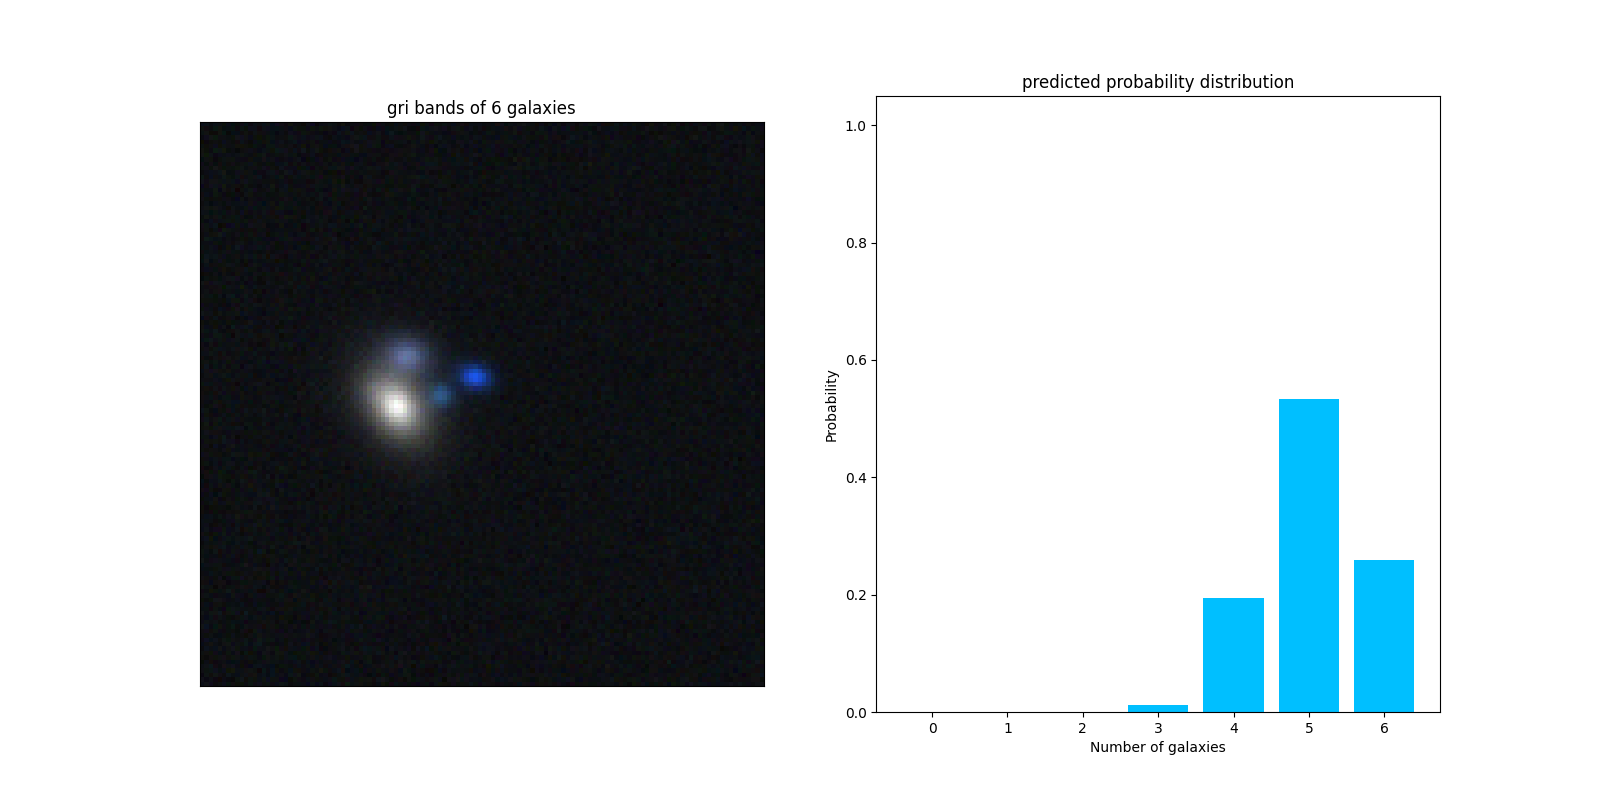 gri bands of 6 galaxies
predicted probability distribution
1.0
0.8
0.6
0.4
0.2
0.0
Probability
0 1 2 3 4 5 6
Number of galaxies